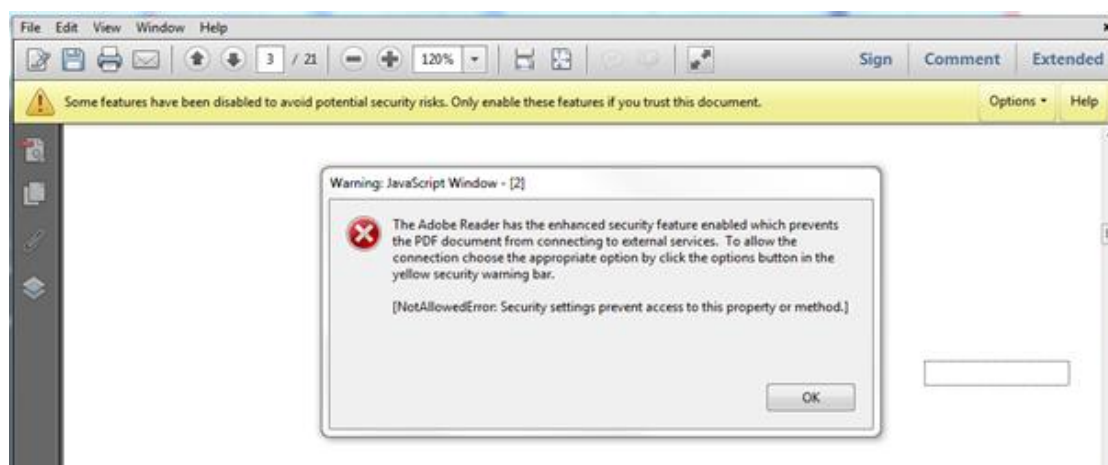 File Edit View Window Help
3 / 21 120% Sign Comment Extended
Some features have been disabled to avoid potential security risks. Only enable these features if you trust this document. Options Help
Warning: JavaScript Window - [2]
The Adobe Reader has the enhanced security feature enabled which prevents
the PDF document from connecting to external services. To allow the
connection choose the appropriate option by click the options button in the
yellow security warning bar.
[NotAllowedError: Security settings prevent access to this property or method.]
OK